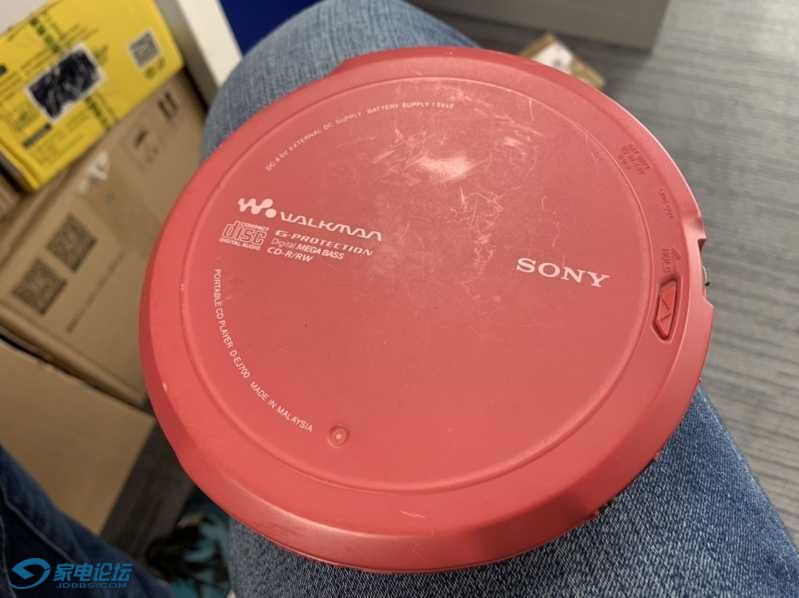 DC 4.5V EXTERNAL DC SUPPLY BATTERY SUPPLY 1.5V×2
WALKMAN
COMPACT
disc
DIGITAL AUDIO
G-PROTECTION
Digital MEGA BASS
CD-R/RW
SONY
HOLD
PORTABLE CD PLAYER D-EJ700 MADE IN MALAYSIA
家电论坛
JDBBS.COM